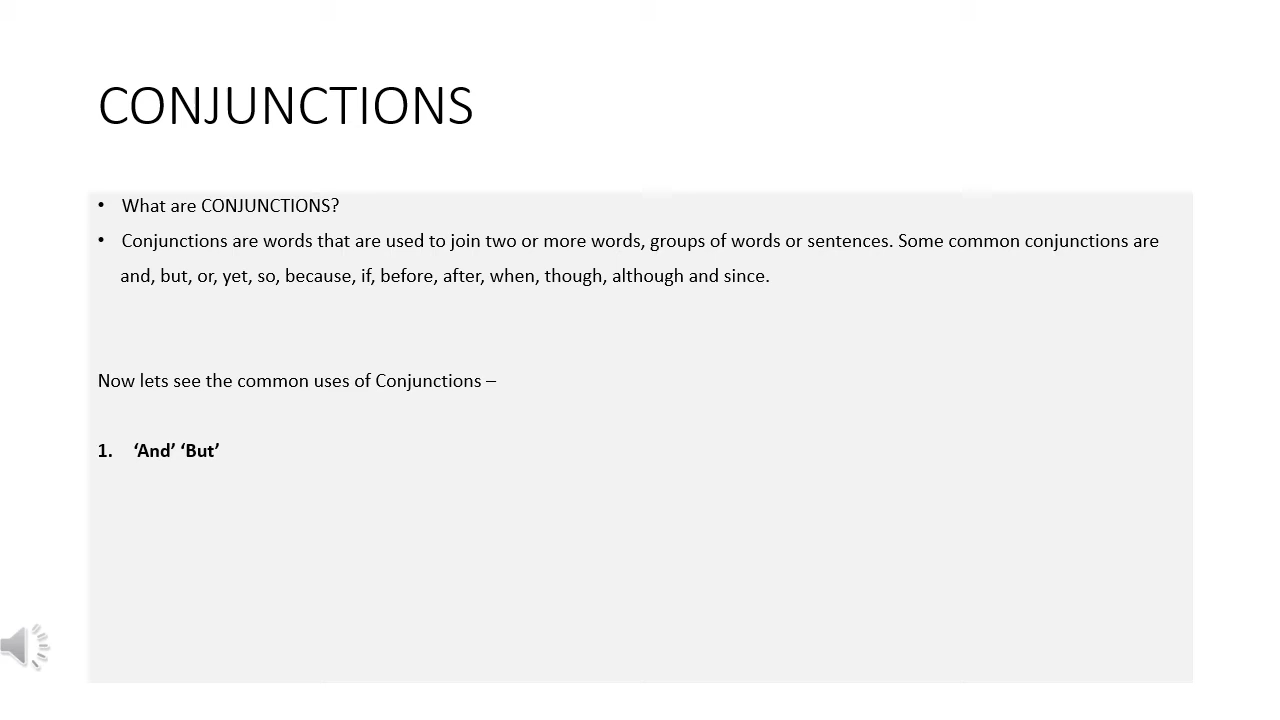 CONJUNCTIONS
• What are CONJUNCTIONS?
• Conjunctions are words that are used to join two or more words, groups of words or sentences. Some common conjunctions are
and, but, or, yet, so, because, if, before, after, when, though, although and since.
Now lets see the common uses of Conjunctions –
1. ‘And’ ‘But’